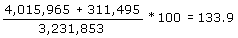 4,015,965 + 311,495
3,231,853
* 100 = 133.9